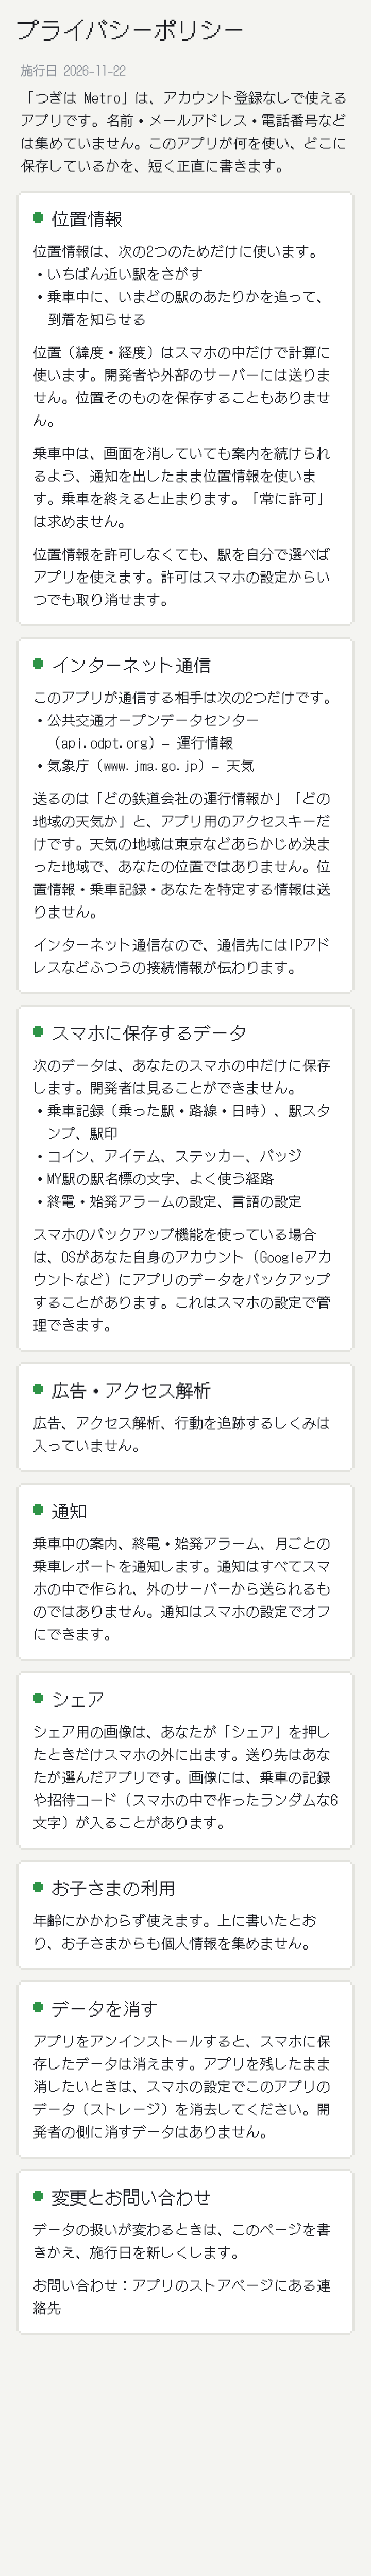 プライバシーポリシー
施行日 2026-11-22
「つぎは Metro」は、アカウント登録なしで使える
アプリです。名前・メールアドレス・電話番号など
は集めていません。このアプリが何を使い、どこに
保存しているかを、短く正直に書きます。
位置情報
位置情報は、次の2つのためだけに使います。
・いちばん近い駅をさがす
・乗車中に、いまどの駅のあたりかを追って、
到着を知らせる
位置（緯度・経度）はスマホの中だけで計算に
使います。開発者や外部のサーバーには送りま
せん。位置そのものを保存することもありませ
ん。
乗車中は、画面を消していても案内を続けられ
るよう、通知を出したまま位置情報を使いま
す。乗車を終えると止まります。「常に許可」
は求めません。
位置情報を許可しなくても、駅を自分で選べば
アプリを使えます。許可はスマホの設定からい
つでも取り消せます。
インターネット通信
このアプリが通信する相手は次の2つだけです。
・公共交通オープンデータセンター
（api.odpt.org）— 運行情報
・気象庁（www.jma.go.jp）— 天気
送るのは「どの鉄道会社の運行情報か」「どの
地域の天気か」と、アプリ用のアクセスキーだ
けです。天気の地域は東京などあらかじめ決ま
った地域で、あなたの位置ではありません。位
置情報・乗車記録・あなたを特定する情報は送
りません。
インターネット通信なので、通信先にはIPアド
レスなどふつうの接続情報が伝わります。
スマホに保存するデータ
次のデータは、あなたのスマホの中だけに保存
します。開発者は見ることができません。
・乗車記録（乗った駅・路線・日時）、駅スタ
ンプ、駅印
・コイン、アイテム、ステッカー、バッジ
・MY駅の駅名標の文字、よく使う経路
・終電・始発アラームの設定、言語の設定
スマホのバックアップ機能を使っている場合
は、OSがあなた自身のアカウント（Googleアカ
ウントなど）にアプリのデータをバックアップ
することがあります。これはスマホの設定で管
理できます。
広告・アクセス解析
広告、アクセス解析、行動を追跡するしくみは
入っていません。
通知
乗車中の案内、終電・始発アラーム、月ごとの
乗車レポートを通知します。通知はすべてスマ
ホの中で作られ、外のサーバーから送られるも
のではありません。通知はスマホの設定でオフ
にできます。
シェア
シェア用の画像は、あなたが「シェア」を押し
たときだけスマホの外に出ます。送り先はあな
たが選んだアプリです。画像には、乗車の記録
や招待コード（スマホの中で作ったランダムな6
文字）が入ることがあります。
お子さまの利用
年齢にかかわらず使えます。上に書いたとお
り、お子さまからも個人情報を集めません。
データを消す
アプリをアンインストールすると、スマホに保
存したデータは消えます。アプリを残したまま
消したいときは、スマホの設定でこのアプリの
データ（ストレージ）を消去してください。開
発者の側に消すデータはありません。
変更とお問い合わせ
データの扱いが変わるときは、このページを書
きかえ、施行日を新しくします。
お問い合わせ：アプリのストアページにある連
絡先